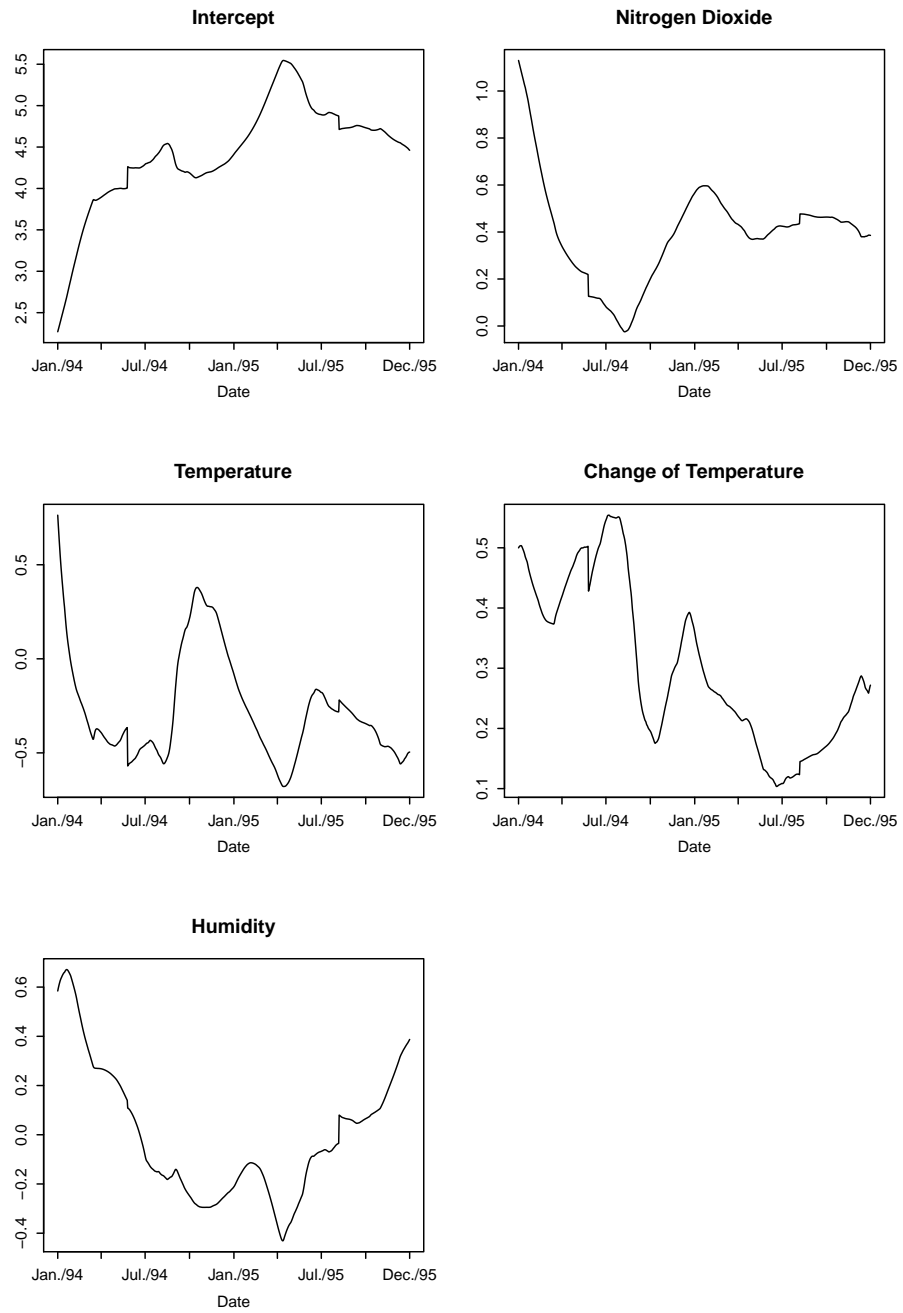 Intercept
5.5
5.0
4.5
4.0
3.5
3.0
2.5
Jan./94 Jul./94 Jan./95 Jul./95 Dec./95
Date
Nitrogen Dioxide
1.0
0.8
0.6
0.4
0.2
0.0
Jan./94 Jul./94 Jan./95 Jul./95 Dec./95
Date
Temperature
0.5
0.0
−0.5
Jan./94 Jul./94 Jan./95 Jul./95 Dec./95
Date
Change of Temperature
0.5
0.4
0.3
0.2
0.1
Jan./94 Jul./94 Jan./95 Jul./95 Dec./95
Date
Humidity
0.6
0.4
0.2
0.0
−0.2
−0.4
Jan./94 Jul./94 Jan./95 Jul./95 Dec./95
Date